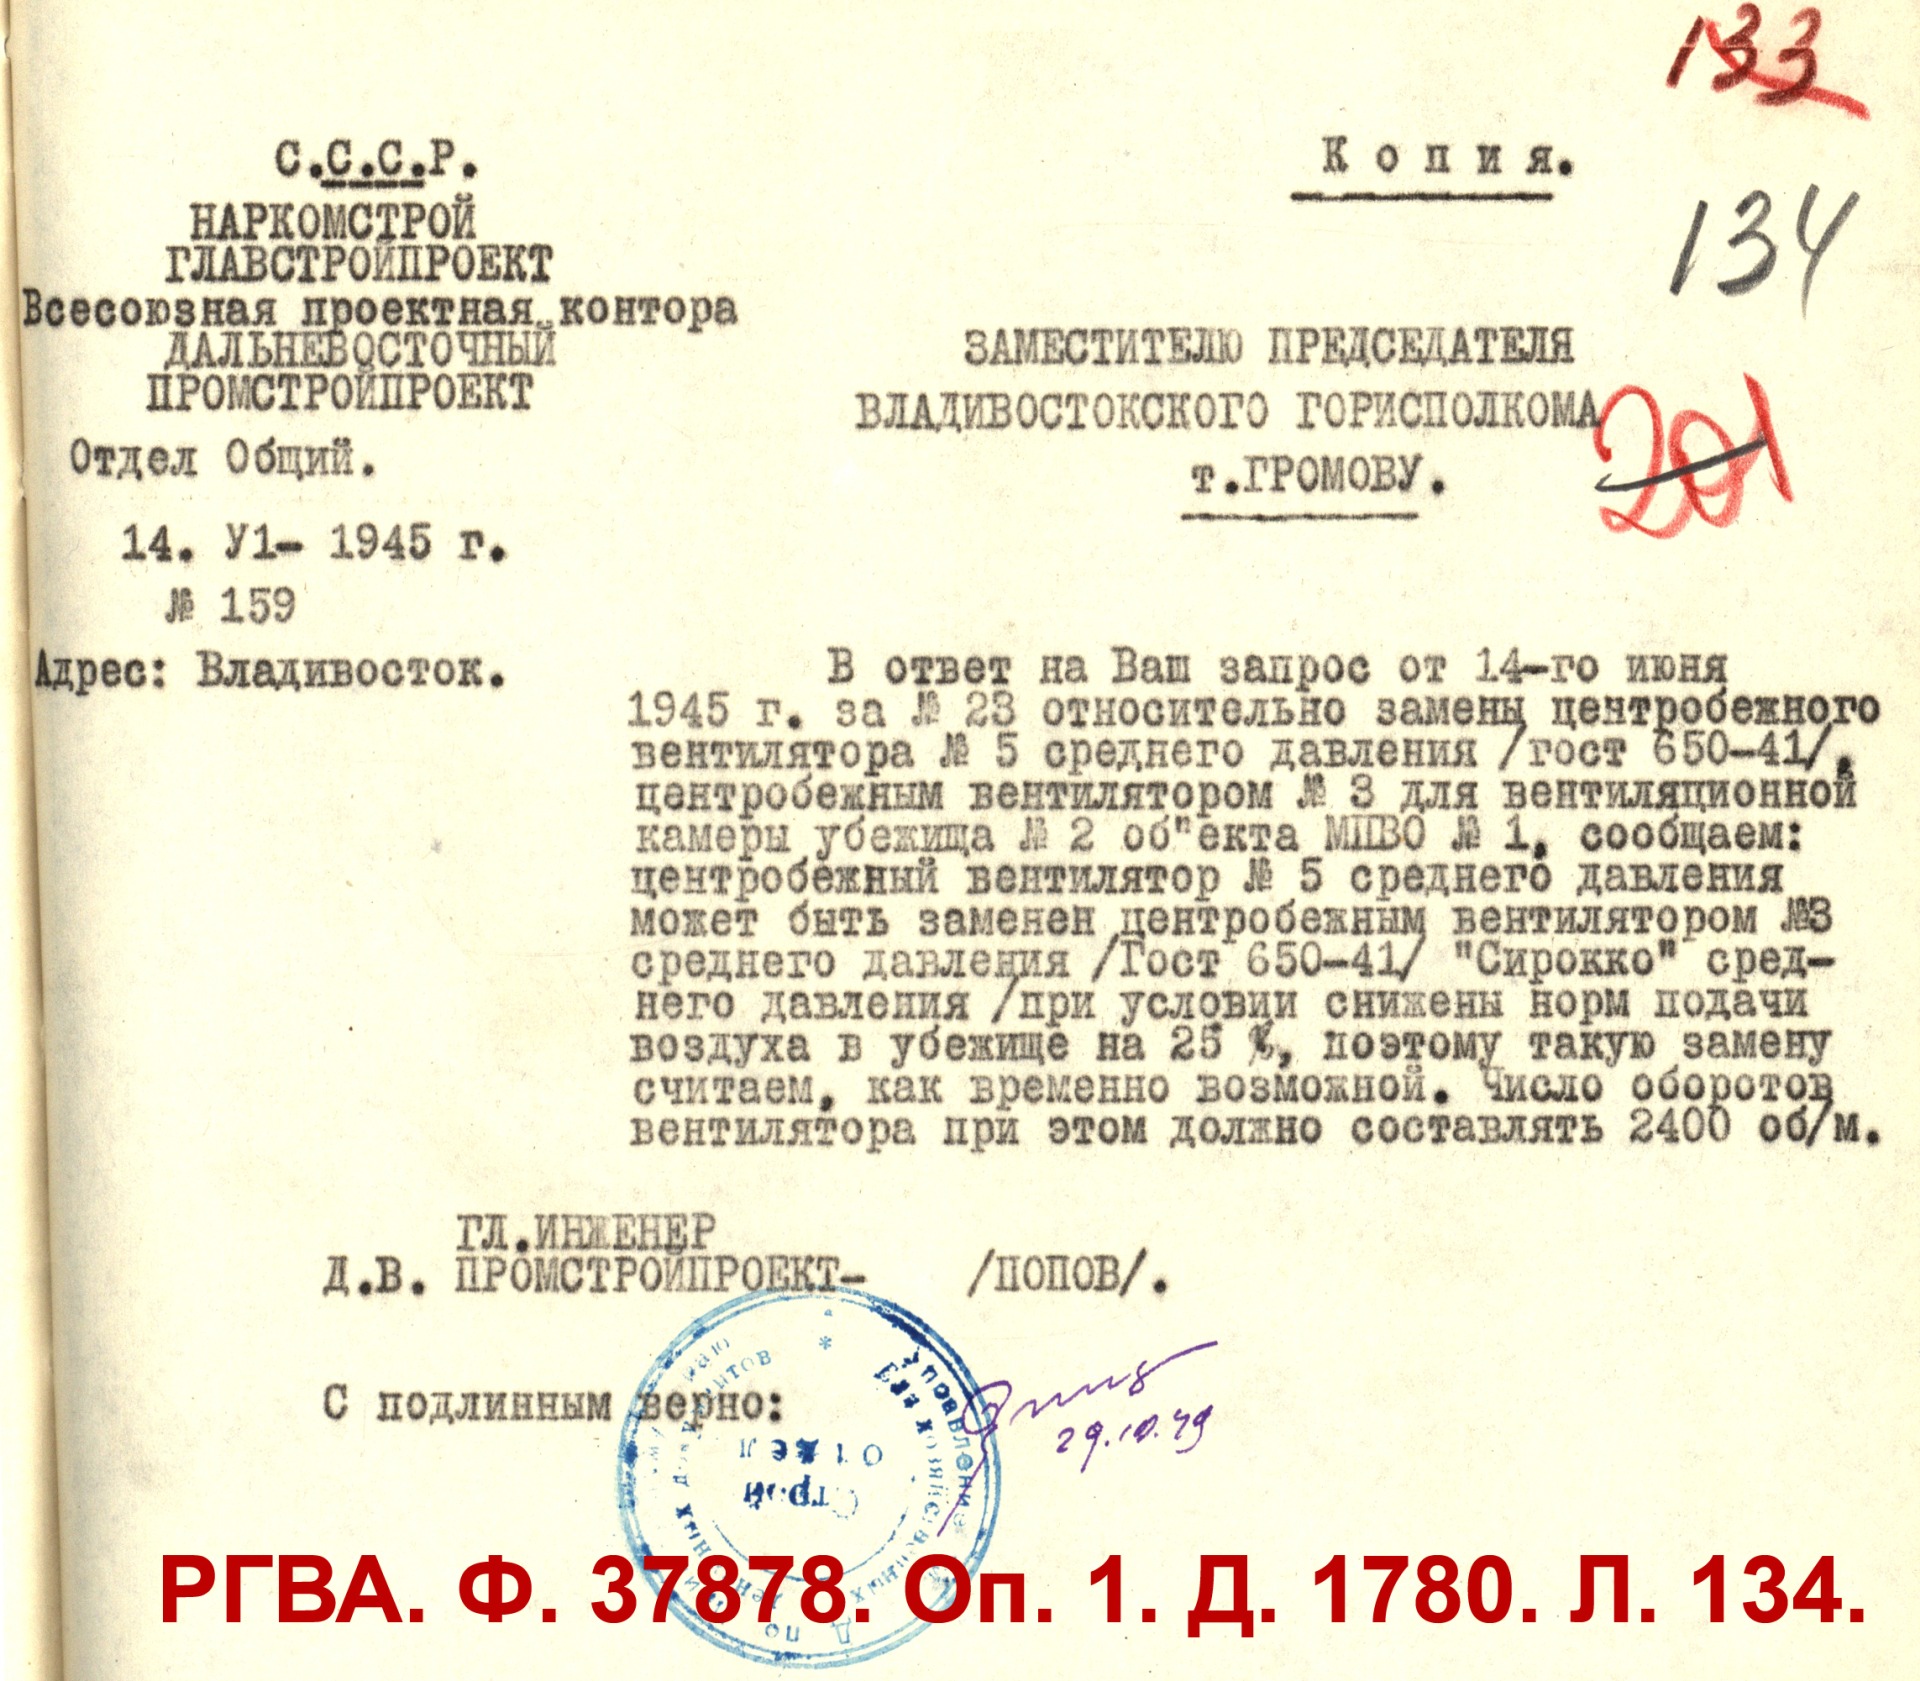 133
С.С.С.Р.
Копия.
НАРКОМСТРОЙ
ГЛАВСТРОЙПРОЕКТ
134
Всесоюзная проектная контора
ДАЛЬНЕВОСТОЧНЫЙ
ПРОМСТРОЙПРОЕКТ
ЗАМЕСТИТЕЛЮ ПРЕДСЕДАТЕЛЯ
ВЛАДИВОСТОКСКОГО ГОРИСПОЛКОМА
201
т.ГРОМОВУ.
Отдел Общий.
14. У1- 1945 г.
№ 159
Адрес: Владивосток.
В ответ на Ваш запрос от 14-го июня
1945 г. за № 23 относительно замены центробежного
вентилятора № 5 среднего давления /гост 650-41/,
центробежным вентилятором № 3 для вентиляционной
камеры убежища № 2 об"екта МПВО № 1, сообщаем:
центробежный вентилятор № 5 среднего давления
может быть заменен центробежным вентилятором №3
среднего давления /Гост 650-41/ "Сирокко" сред-
него давления /при условии снижены норм подачи
воздуха в убежище на 25 %, поэтому такую замену
считаем, как временно возможной. Число оборотов
вентилятора при этом должно составлять 2400 об/м.
ГЛ.ИНЖЕНЕР
Д.В. ПРОМСТРОЙПРОЕКТ- /ПОПОВ/.
С подлинным верно:
29.10.49
Управление
хозяйственных
Строй
Отдел
РГВА. Ф. 37878. Оп. 1. Д. 1780. Л. 134.